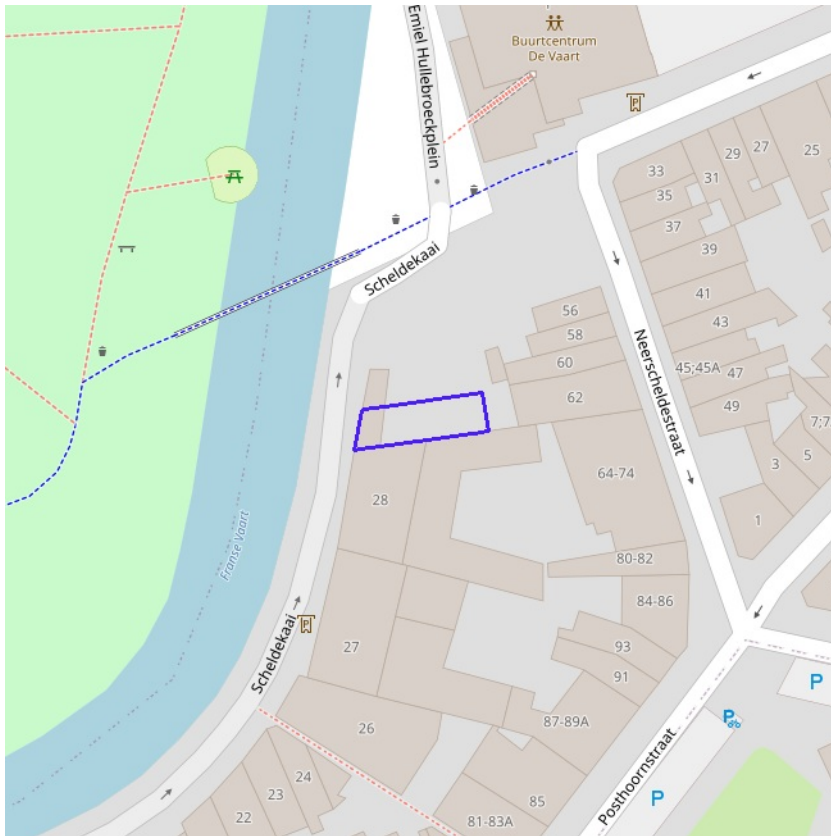 Emiel Hullebroeckplein
Buurtcentrum
De Vaart
P
33
35
37
31
29
27
25
39
41
43
45;45A
47
49
7;7
5
3
1
Scheldekaai
Neerscheldestraat
56
58
60
62
64-74
28
80-82
84-86
Franse Vaart
P
Scheldekaai
27
93
91
26
87-89A
P
P
P
Posthoornstraat
24
23
22
85
81-83A